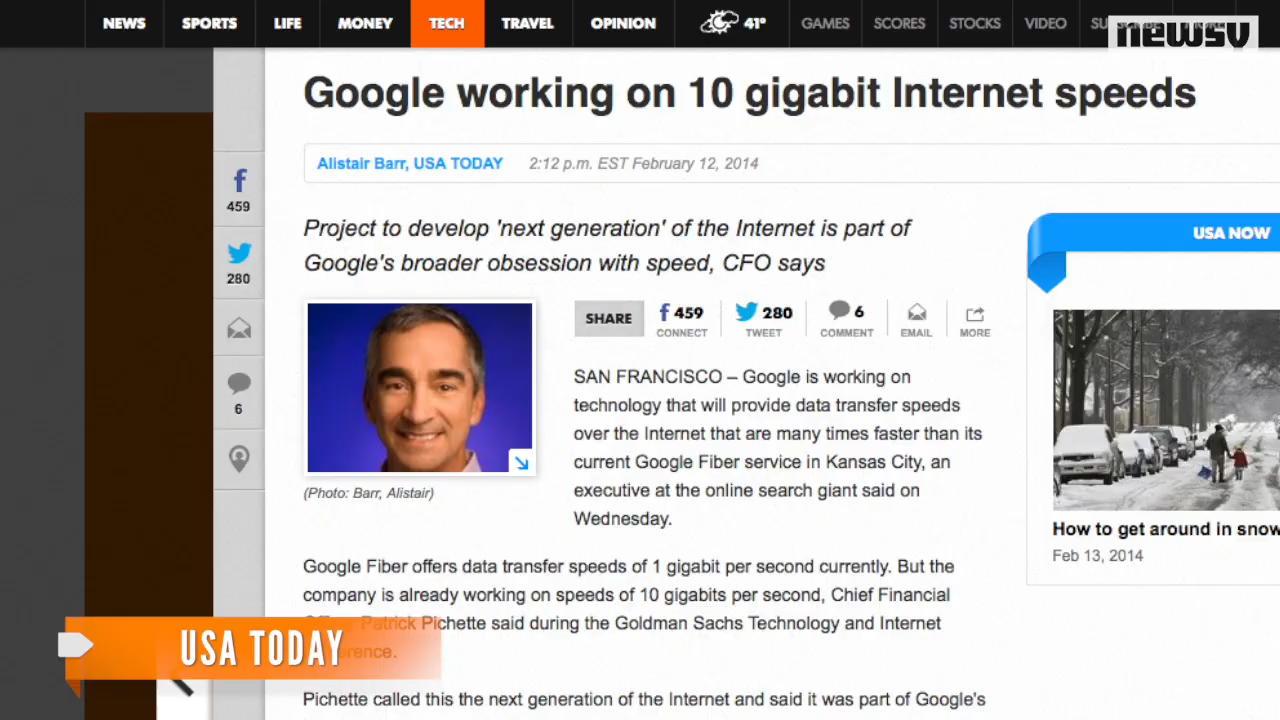 NEWS SPORTS LIFE MONEY TECH TRAVEL OPINION 41° GAMES SCORES STOCKS VIDEO
newsy
Google working on 10 gigabit Internet speeds
Alistair Barr, USA TODAY 2:12 p.m. EST February 12, 2014
459
280
6
Project to develop 'next generation' of the Internet is part of
Google's broader obsession with speed, CFO says
SHARE 459 CONNECT 280 TWEET 6 COMMENT EMAIL MORE
(Photo: Barr, Alistair)
SAN FRANCISCO – Google is working on
technology that will provide data transfer speeds
over the Internet that are many times faster than its
current Google Fiber service in Kansas City, an
executive at the online search giant said on
Wednesday.
Google Fiber offers data transfer speeds of 1 gigabit per second currently. But the
company is already working on speeds of 10 gigabits per second, Chief Financial
Patrick Pichette said during the Goldman Sachs Technology and Internet
Pichette called this the next generation of the Internet and said it was part of Google's
USA NOW
How to get around in snow
Feb 13, 2014
USA TODAY